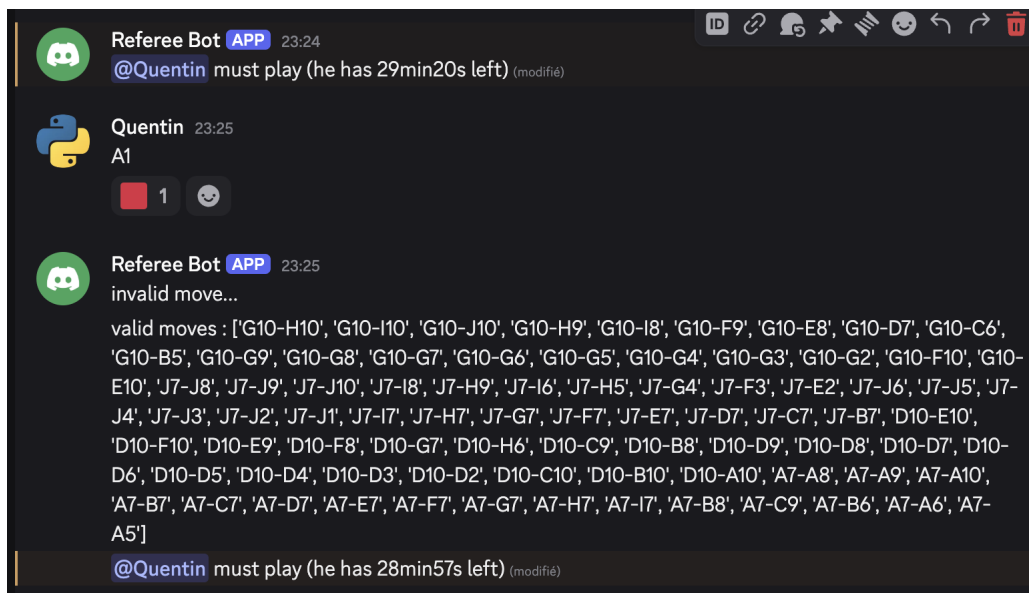 ID
Referee Bot APP 23:24
@Quentin must play (he has 29min20s left) (modifié)
Quentin 23:25
A1
1
Referee Bot APP 23:25
invalid move...
valid moves : ['G10-H10', 'G10-I10', 'G10-J10', 'G10-H9', 'G10-I8', 'G10-F9', 'G10-E8', 'G10-D7', 'G10-C6',
'G10-B5', 'G10-G9', 'G10-G8', 'G10-G7', 'G10-G6', 'G10-G5', 'G10-G4', 'G10-G3', 'G10-G2', 'G10-F10', 'G10-
E10', 'J7-J8', 'J7-J9', 'J7-J10', 'J7-I8', 'J7-H9', 'J7-I6', 'J7-H5', 'J7-G4', 'J7-F3', 'J7-E2', 'J7-J6', 'J7-J5', 'J7-
J4', 'J7-J3', 'J7-J2', 'J7-J1', 'J7-I7', 'J7-H7', 'J7-G7', 'J7-F7', 'J7-E7', 'J7-D7', 'J7-C7', 'J7-B7', 'D10-E10',
'D10-F10', 'D10-E9', 'D10-F8', 'D10-G7', 'D10-H6', 'D10-C9', 'D10-B8', 'D10-D9', 'D10-D8', 'D10-D7', 'D10-
D6', 'D10-D5', 'D10-D4', 'D10-D3', 'D10-D2', 'D10-C10', 'D10-B10', 'D10-A10', 'A7-A8', 'A7-A9', 'A7-A10',
'A7-B7', 'A7-C7', 'A7-D7', 'A7-E7', 'A7-F7', 'A7-G7', 'A7-H7', 'A7-I7', 'A7-B8', 'A7-C9', 'A7-B6', 'A7-A6', 'A7-
A5']
@Quentin must play (he has 28min57s left) (modifié)